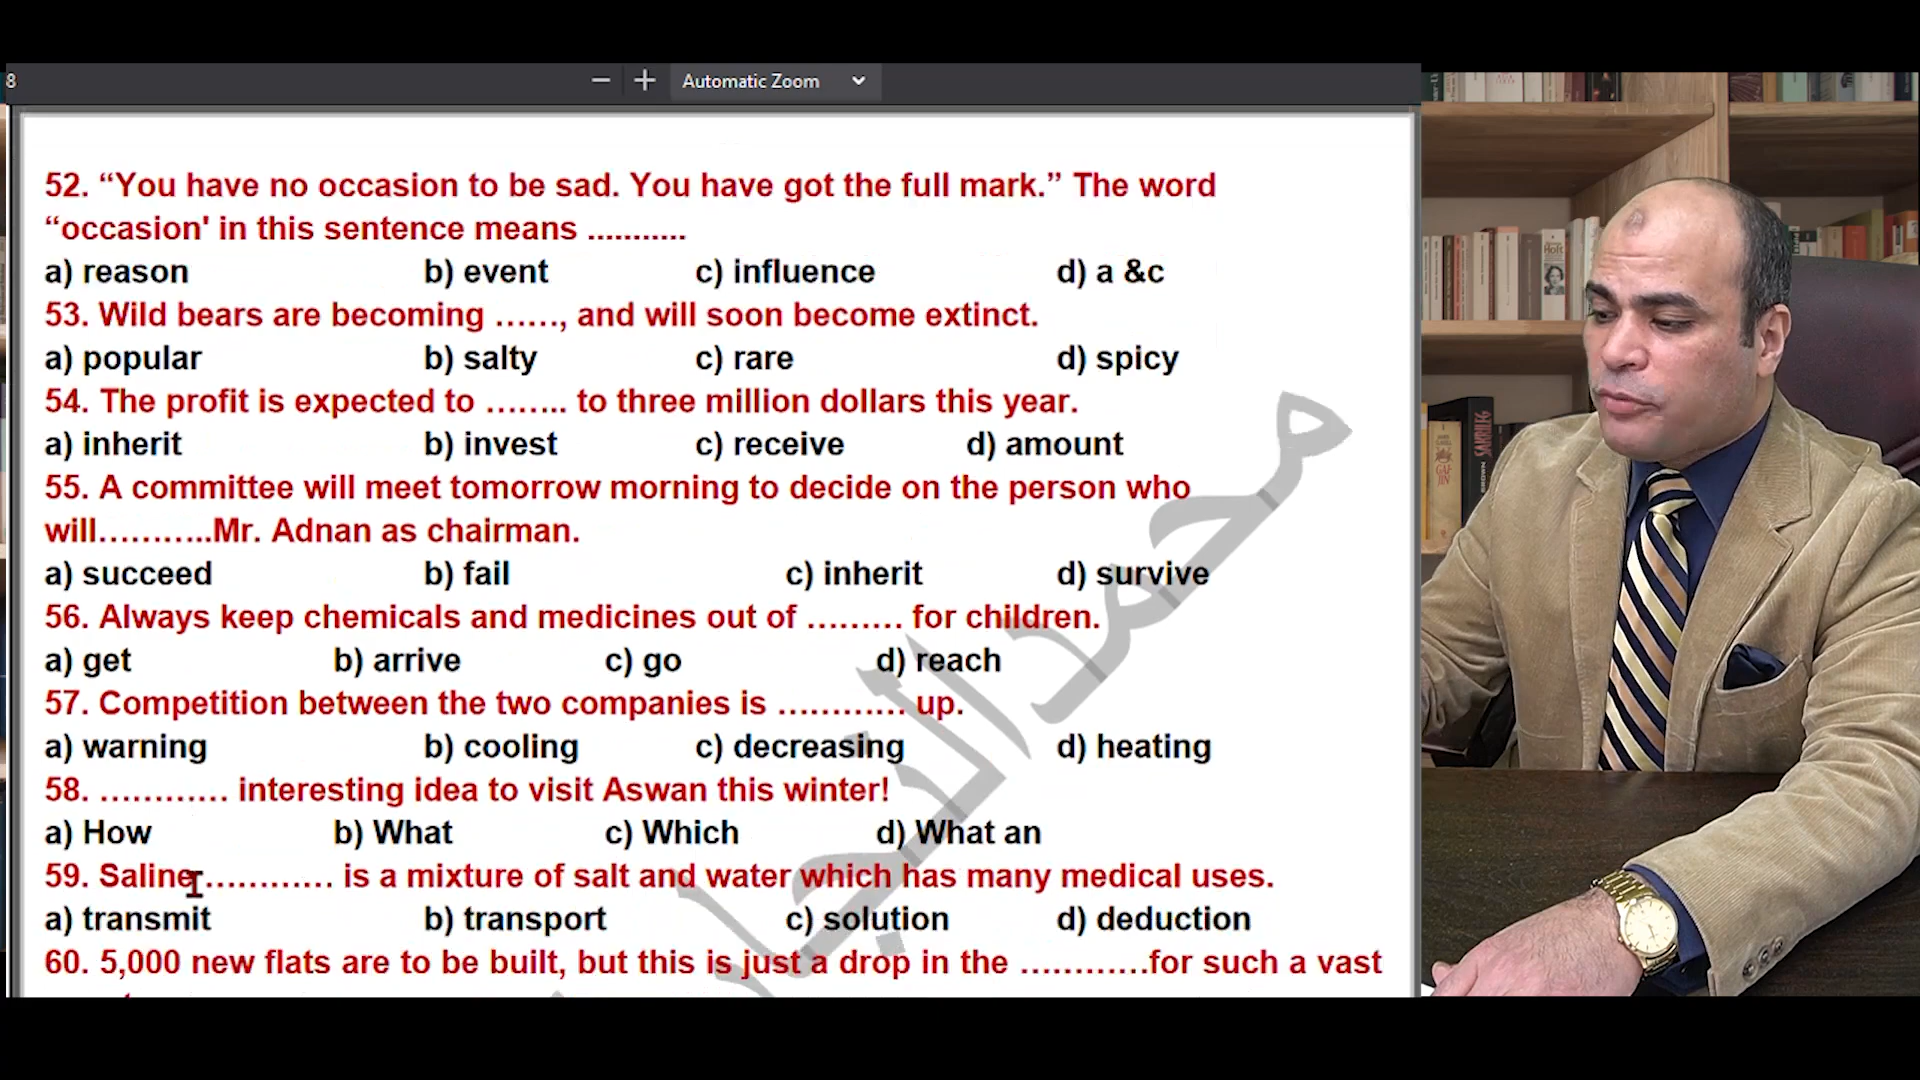 8
Automatic Zoom
52. “You have no occasion to be sad. You have got the full mark.” The word
“occasion' in this sentence means ...........
a) reason b) event c) influence d) a &c
53. Wild bears are becoming ……, and will soon become extinct.
a) popular b) salty c) rare d) spicy
54. The profit is expected to …….. to three million dollars this year.
a) inherit b) invest c) receive d) amount
55. A committee will meet tomorrow morning to decide on the person who
will………..Mr. Adnan as chairman.
a) succeed b) fail c) inherit d) survive
56. Always keep chemicals and medicines out of ……… for children.
a) get b) arrive c) go d) reach
57. Competition between the two companies is ………… up.
a) warning b) cooling c) decreasing d) heating
58. ………… interesting idea to visit Aswan this winter!
a) How b) What c) Which d) What an
59. Saline ………… is a mixture of salt and water which has many medical uses.
a) transmit b) transport c) solution d) deduction
60. 5,000 new flats are to be built, but this is just a drop in the …………for such a vast
محمد النجار